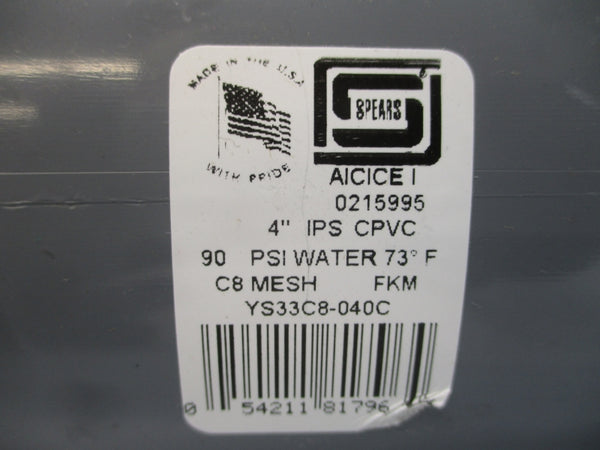 MADE IN THE U.S.A
WITH PRIDE
SPEARS
®
AICICE I
0215995
4" IPS CPVC
90 PSI WATER 73° F
C8 MESH FKM
YS33C8-040C
0 54211 81796